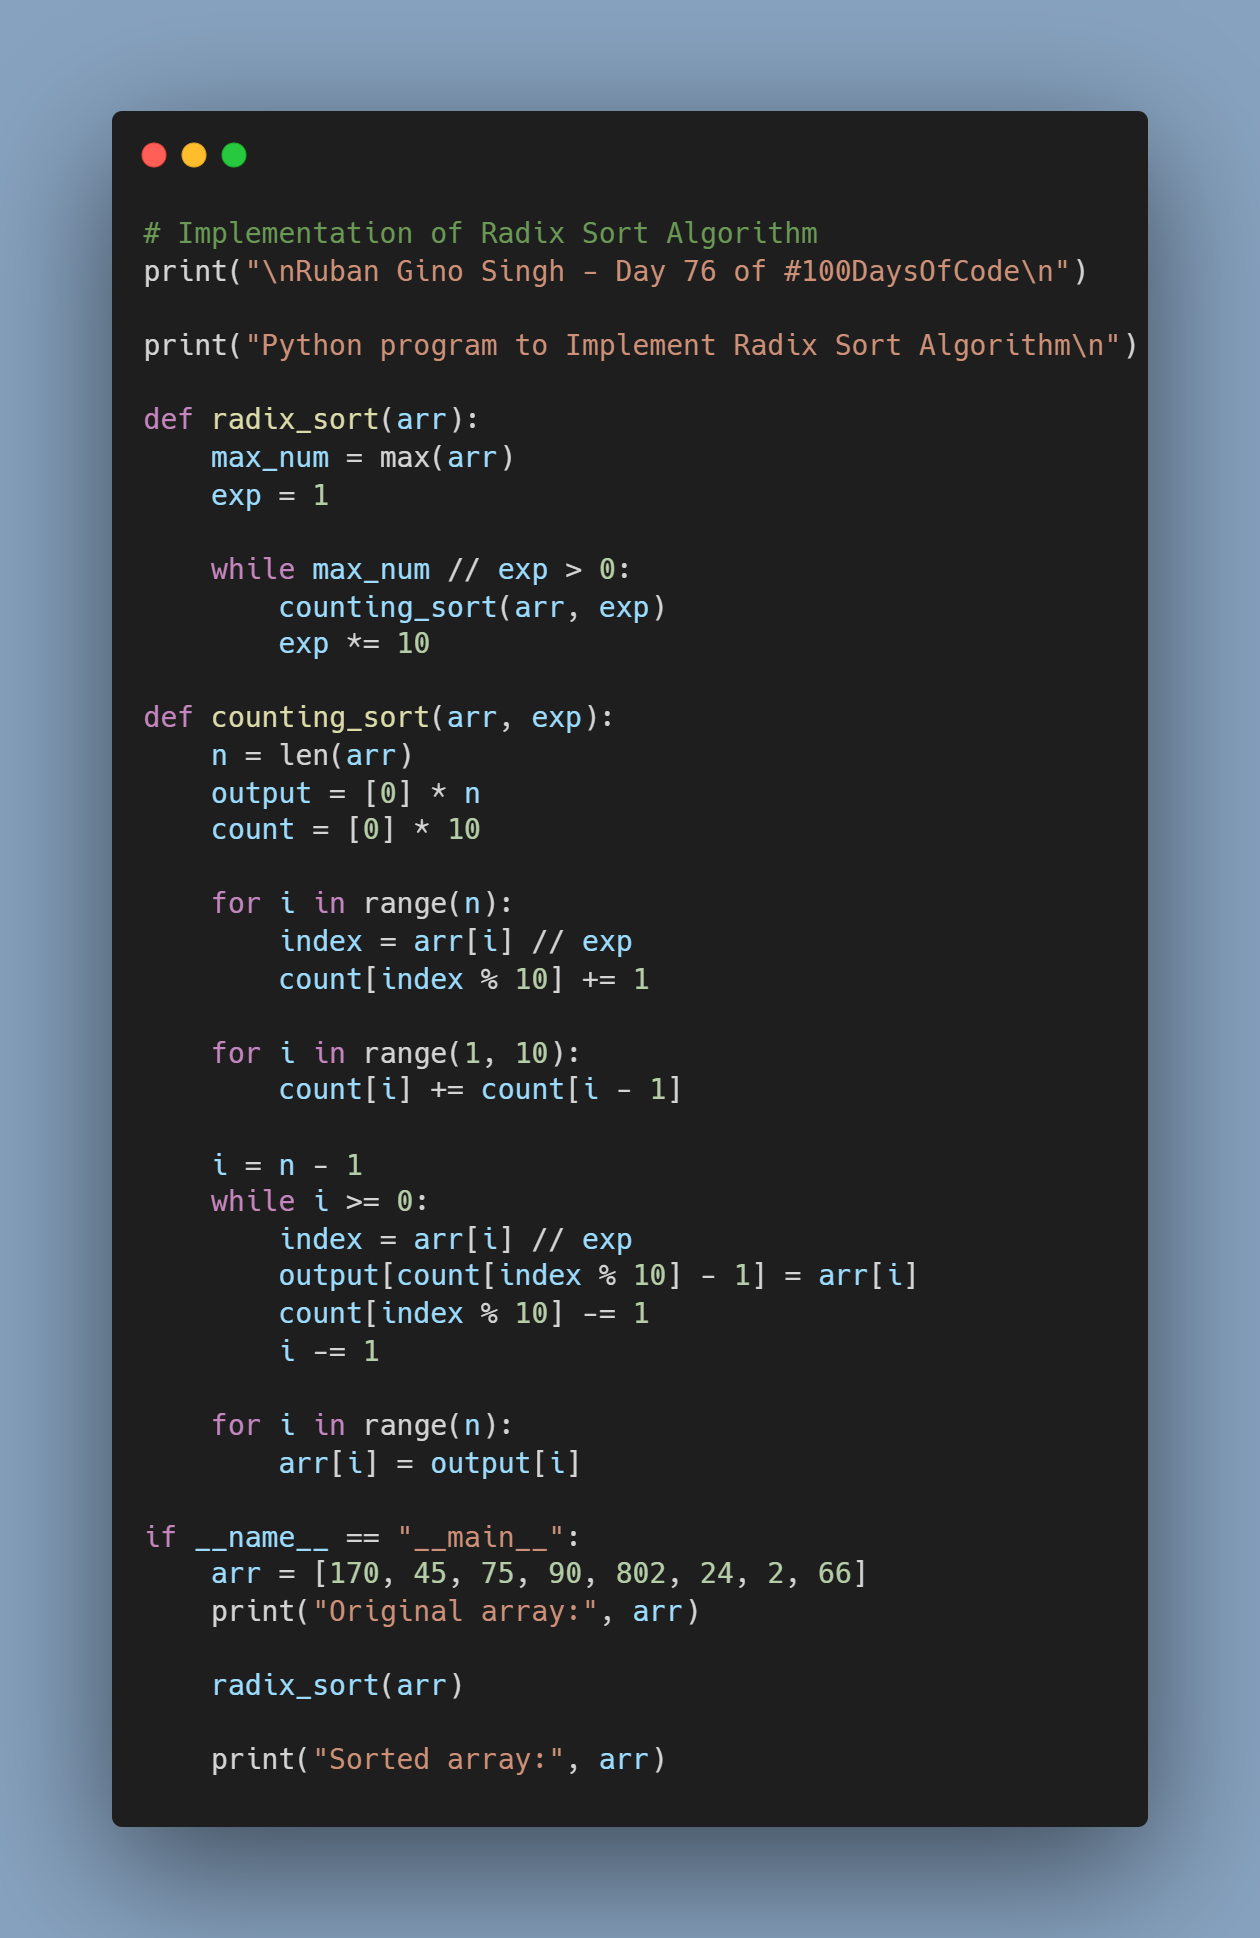 # Implementation of Radix Sort Algorithm
print("\nRuban Gino Singh - Day 76 of #100DaysOfCode\n")

print("Python program to Implement Radix Sort Algorithm\n")

def radix_sort(arr):
    max_num = max(arr)
    exp = 1

    while max_num // exp > 0:
        counting_sort(arr, exp)
        exp *= 10

def counting_sort(arr, exp):
    n = len(arr)
    output = [0] * n
    count = [0] * 10

    for i in range(n):
        index = arr[i] // exp
        count[index % 10] += 1

    for i in range(1, 10):
        count[i] += count[i - 1]

    i = n - 1
    while i >= 0:
        index = arr[i] // exp
        output[count[index % 10] - 1] = arr[i]
        count[index % 10] -= 1
        i -= 1

    for i in range(n):
        arr[i] = output[i]

if __name__ == "__main__":
    arr = [170, 45, 75, 90, 802, 24, 2, 66]
    print("Original array:", arr)

    radix_sort(arr)

    print("Sorted array:", arr)